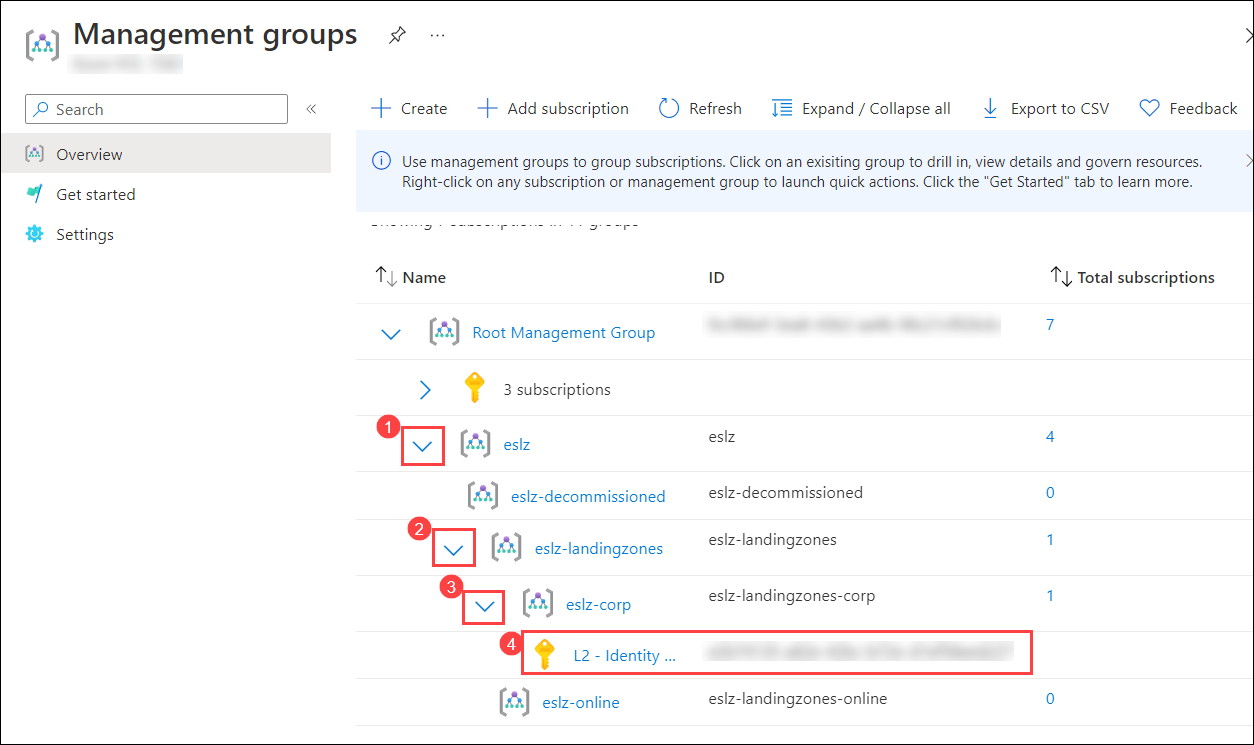 Management groups
...
Search «
Overview
Get started
Settings
Create Add subscription Refresh Expand / Collapse all Export to CSV Feedback
Use management groups to group subscriptions. Click on an exisiting group to drill in, view details and govern resources.
Right-click on any subscription or management group to launch quick actions. Click the "Get Started" tab to learn more.
Name ID Total subscriptions
Root Management Group 7
3 subscriptions
1 eslz eslz 4
eslz-decommissioned eslz-decommissioned 0
2 eslz-landingzones eslz-landingzones 1
3 eslz-corp eslz-landingzones-corp 1
4 L2 - Identity ...
eslz-online eslz-landingzones-online 0